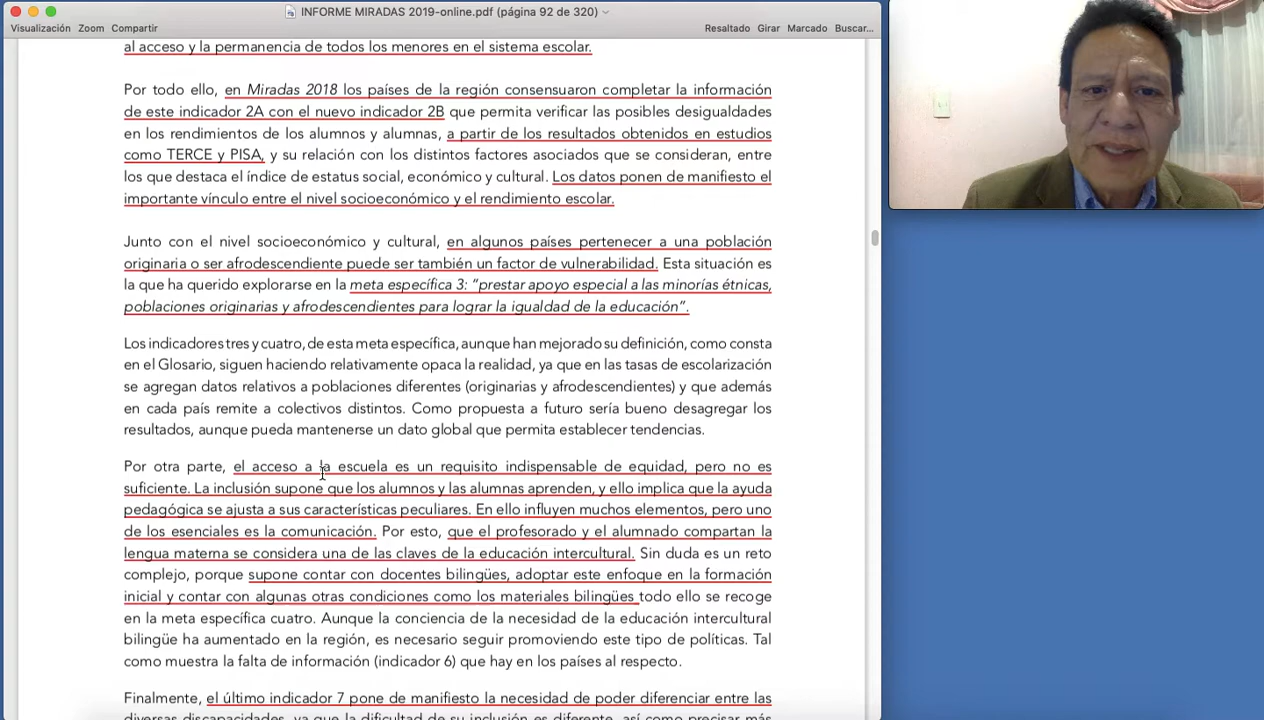 INFORME MIRADAS 2019-online.pdf (página 92 de 320)
Visualización Zoom Compartir Resaltado Girar Marcado Buscar...
al acceso y la permanencia de todos los menores en el sistema escolar.
Por todo ello, en Miradas 2018 los países de la región consensuaron completar la información
de este indicador 2A con el nuevo indicador 2B que permita verificar las posibles desigualdades
en los rendimientos de los alumnos y alumnas, a partir de los resultados obtenidos en estudios
como TERCE y PISA, y su relación con los distintos factores asociados que se consideran, entre
los que destaca el índice de estatus social, económico y cultural. Los datos ponen de manifiesto el
importante vínculo entre el nivel socioeconómico y el rendimiento escolar.
Junto con el nivel socioeconómico y cultural, en algunos países pertenecer a una población
originaria o ser afrodescendiente puede ser también un factor de vulnerabilidad. Esta situación es
la que ha querido explorarse en la meta específica 3: “prestar apoyo especial a las minorías étnicas,
poblaciones originarias y afrodescendientes para lograr la igualdad de la educación”.
Los indicadores tres y cuatro, de esta meta específica, aunque han mejorado su definición, como consta
en el Glosario, siguen haciendo relativamente opaca la realidad, ya que en las tasas de escolarización
se agregan datos relativos a poblaciones diferentes (originarias y afrodescendientes) y que además
en cada país remite a colectivos distintos. Como propuesta a futuro sería bueno desagregar los
resultados, aunque pueda mantenerse un dato global que permita establecer tendencias.
Por otra parte, el acceso a la escuela es un requisito indispensable de equidad, pero no es
suficiente. La inclusión supone que los alumnos y las alumnas aprenden, y ello implica que la ayuda
pedagógica se ajusta a sus características peculiares. En ello influyen muchos elementos, pero uno
de los esenciales es la comunicación. Por esto, que el profesorado y el alumnado compartan la
lengua materna se considera una de las claves de la educación intercultural. Sin duda es un reto
complejo, porque supone contar con docentes bilingües, adoptar este enfoque en la formación
inicial y contar con algunas otras condiciones como los materiales bilingües todo ello se recoge
en la meta específica cuatro. Aunque la conciencia de la necesidad de la educación intercultural
bilingüe ha aumentado en la región, es necesario seguir promoviendo este tipo de políticas. Tal
como muestra la falta de información (indicador 6) que hay en los países al respecto.
Finalmente, el último indicador 7 pone de manifiesto la necesidad de poder diferenciar entre las
diversas discapacidades, ya que la dificultad de su inclusión es diferente, así como precisar más